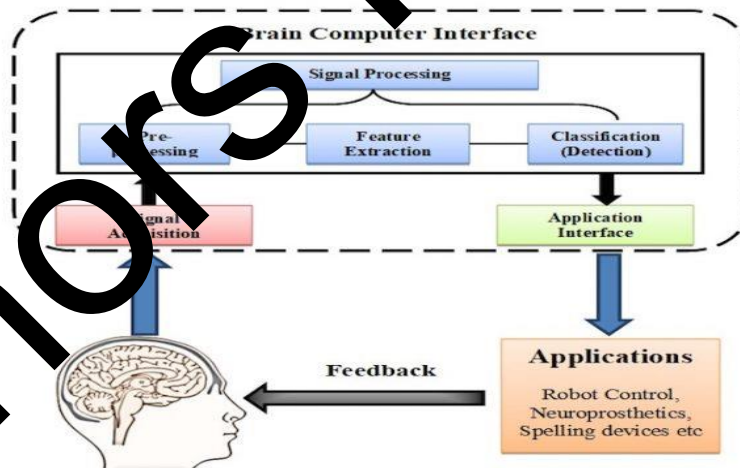 Brain Computer Interface
Signal Processing
Pre-
Feature
Extraction
Classification
(Detection)
Signal
Application
Interface
Feedback
Applications
Robot Control,
Neuroprosthetics,
Spelling devices etc